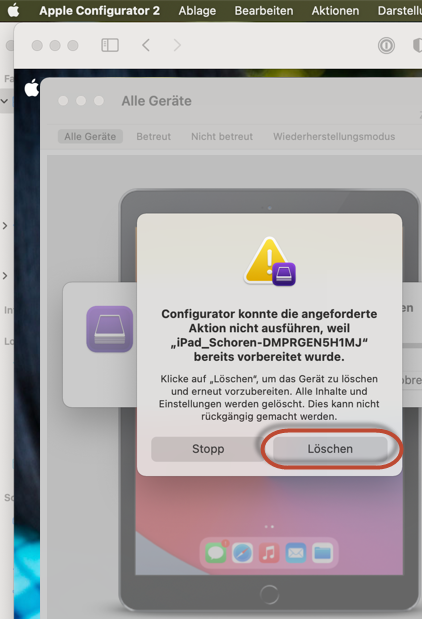 Apple Configurator 2 Ablage Bearbeiten Aktionen
Alle Geräte
Alle Geräte Betreut Nicht betreut Wiederherstellungsmodus
Configurator konnte die angeforderte
Aktion nicht ausführen, weil
„iPad_Schoren-DMPRGEN5H1MJ“
bereits vorbereitet wurde.
Klicke auf „Löschen“, um das Gerät zu löschen
und erneut vorzubereiten. Alle Inhalte und
Einstellungen werden gelöscht. Dies kann nicht
rückgängig gemacht werden.
Stopp Löschen